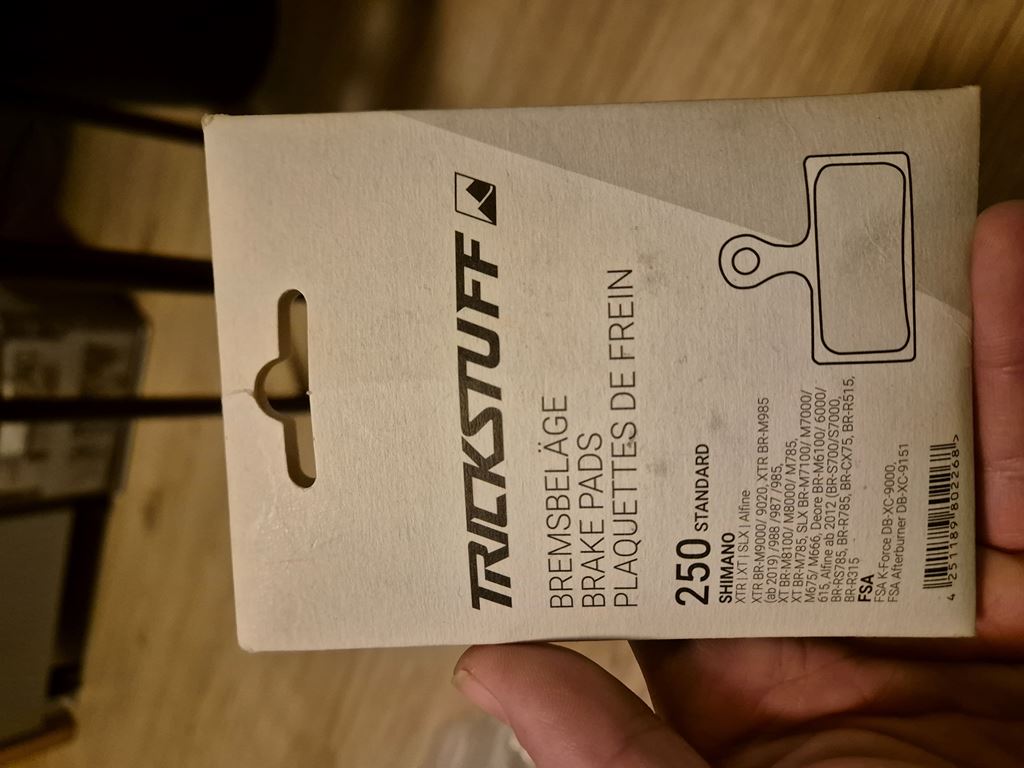 TRICKSTUFF
BREMSBELÄGE
BRAKE PADS
PLAQUETTES DE FREIN
250 STANDARD
SHIMANO
XTR | XT | SLX | Alfine
XTR BR-M9000/ 9020, XTR BR-M985
(ab 2019) /988 /987 /985,
XT BR-M8100/ M8000/ M785,
XT BR-M785, SLX BR-M7100/ M7000/
M675/ M666, Deore BR-M6100/ 6000/
615, Alfine ab 2012 (BR-S700/S7000,
BR-RS785, BR-R785, BR-CX75, BR-R515,
BR-R315
FSA
FSA K-Force DB-XC-9000,
FSA Afterburner DB-XC-9151
4 251189 802268 >